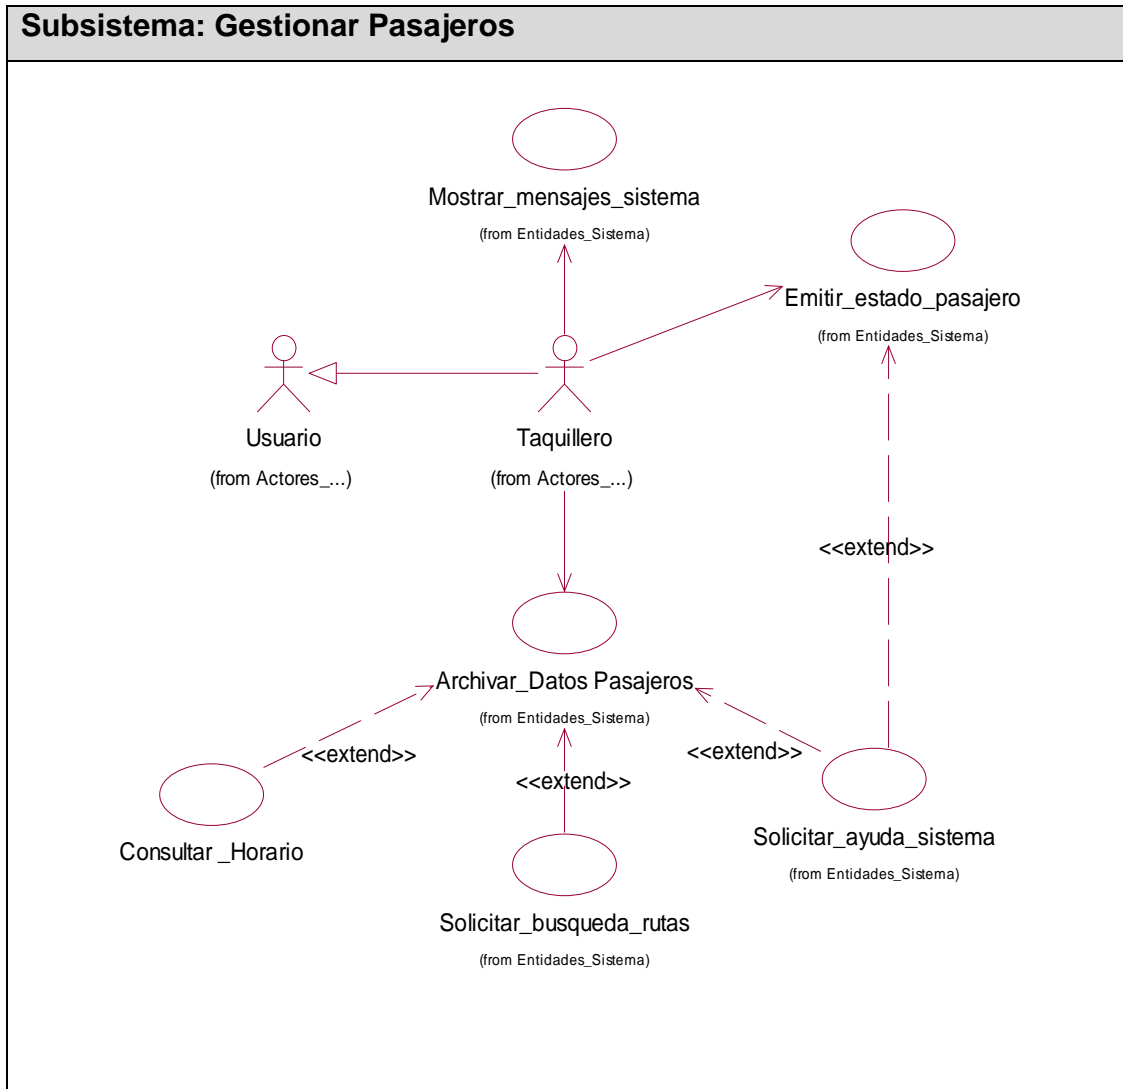 Subsistema: Gestionar Pasajeros
Mostrar_mensajes_sistema
(from Entidades_Sistema)
Emitir_estado_pasajero
(from Entidades_Sistema)
Usuario
(from Actores_...)
Taquillero
(from Actores_...)
<<extend>>
Archivar_Datos Pasajeros
(from Entidades_Sistema)
<<extend>>
<<extend>>
<<extend>>
Consultar _Horario
Solicitar_ayuda_sistema
(from Entidades_Sistema)
Solicitar_busqueda_rutas
(from Entidades_Sistema)